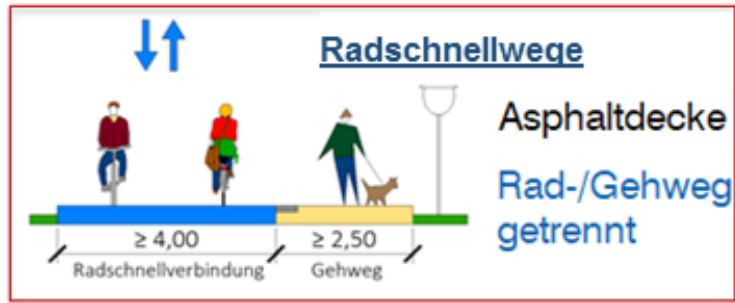 Radschnellwege
Asphaltdecke
Rad-/Gehweg
getrennt
≥ 4,00
≥ 2,50
Radschnellverbindung
Gehweg